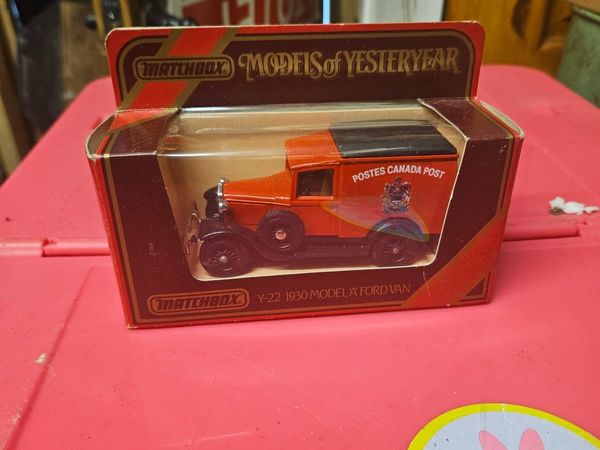 MATCHBOX
MODELS of YESTERYEAR
POSTES CANADA POST
MATCHBOX
Y-22 1930 MODEL 'A' FORD VAN